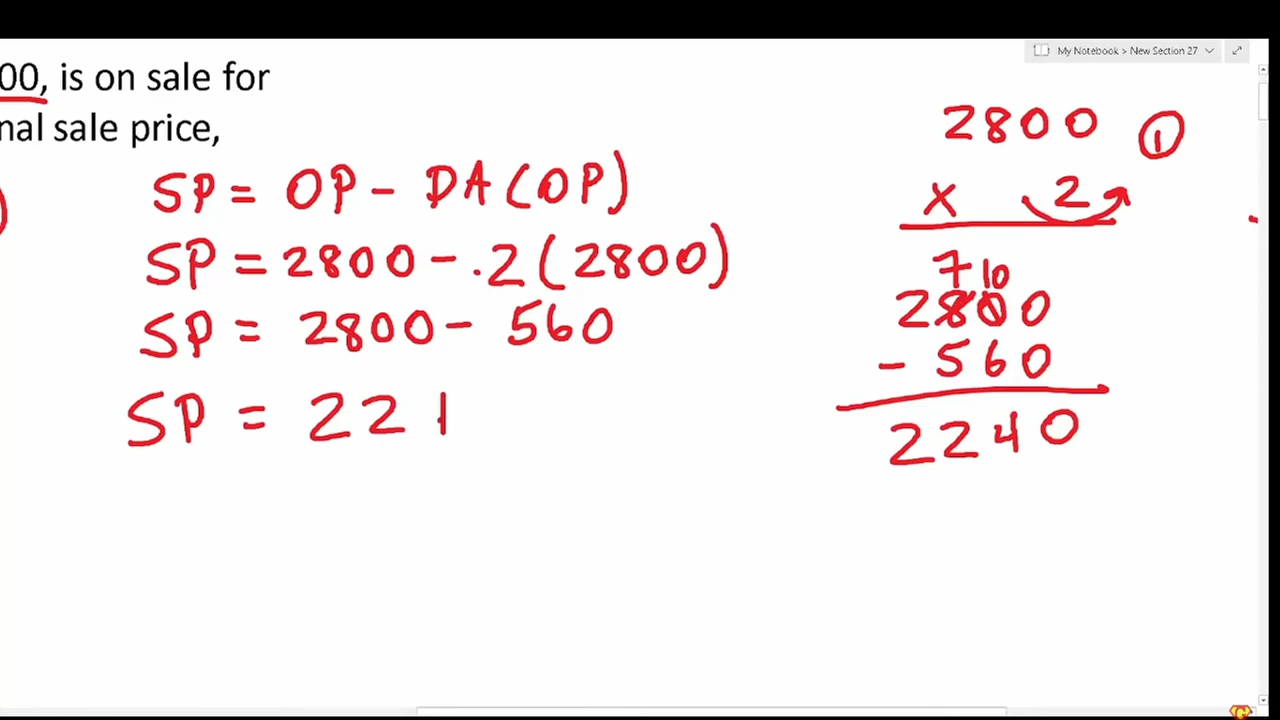 My Notebook > New Section 27
00, is on sale for
nal sale price,
SP = OP - DA(OP)
SP = 2800 - .2(2800)
SP = 2800 - 560
SP = 22
2800 ①
x 2
7 10
2800
- 560
2240